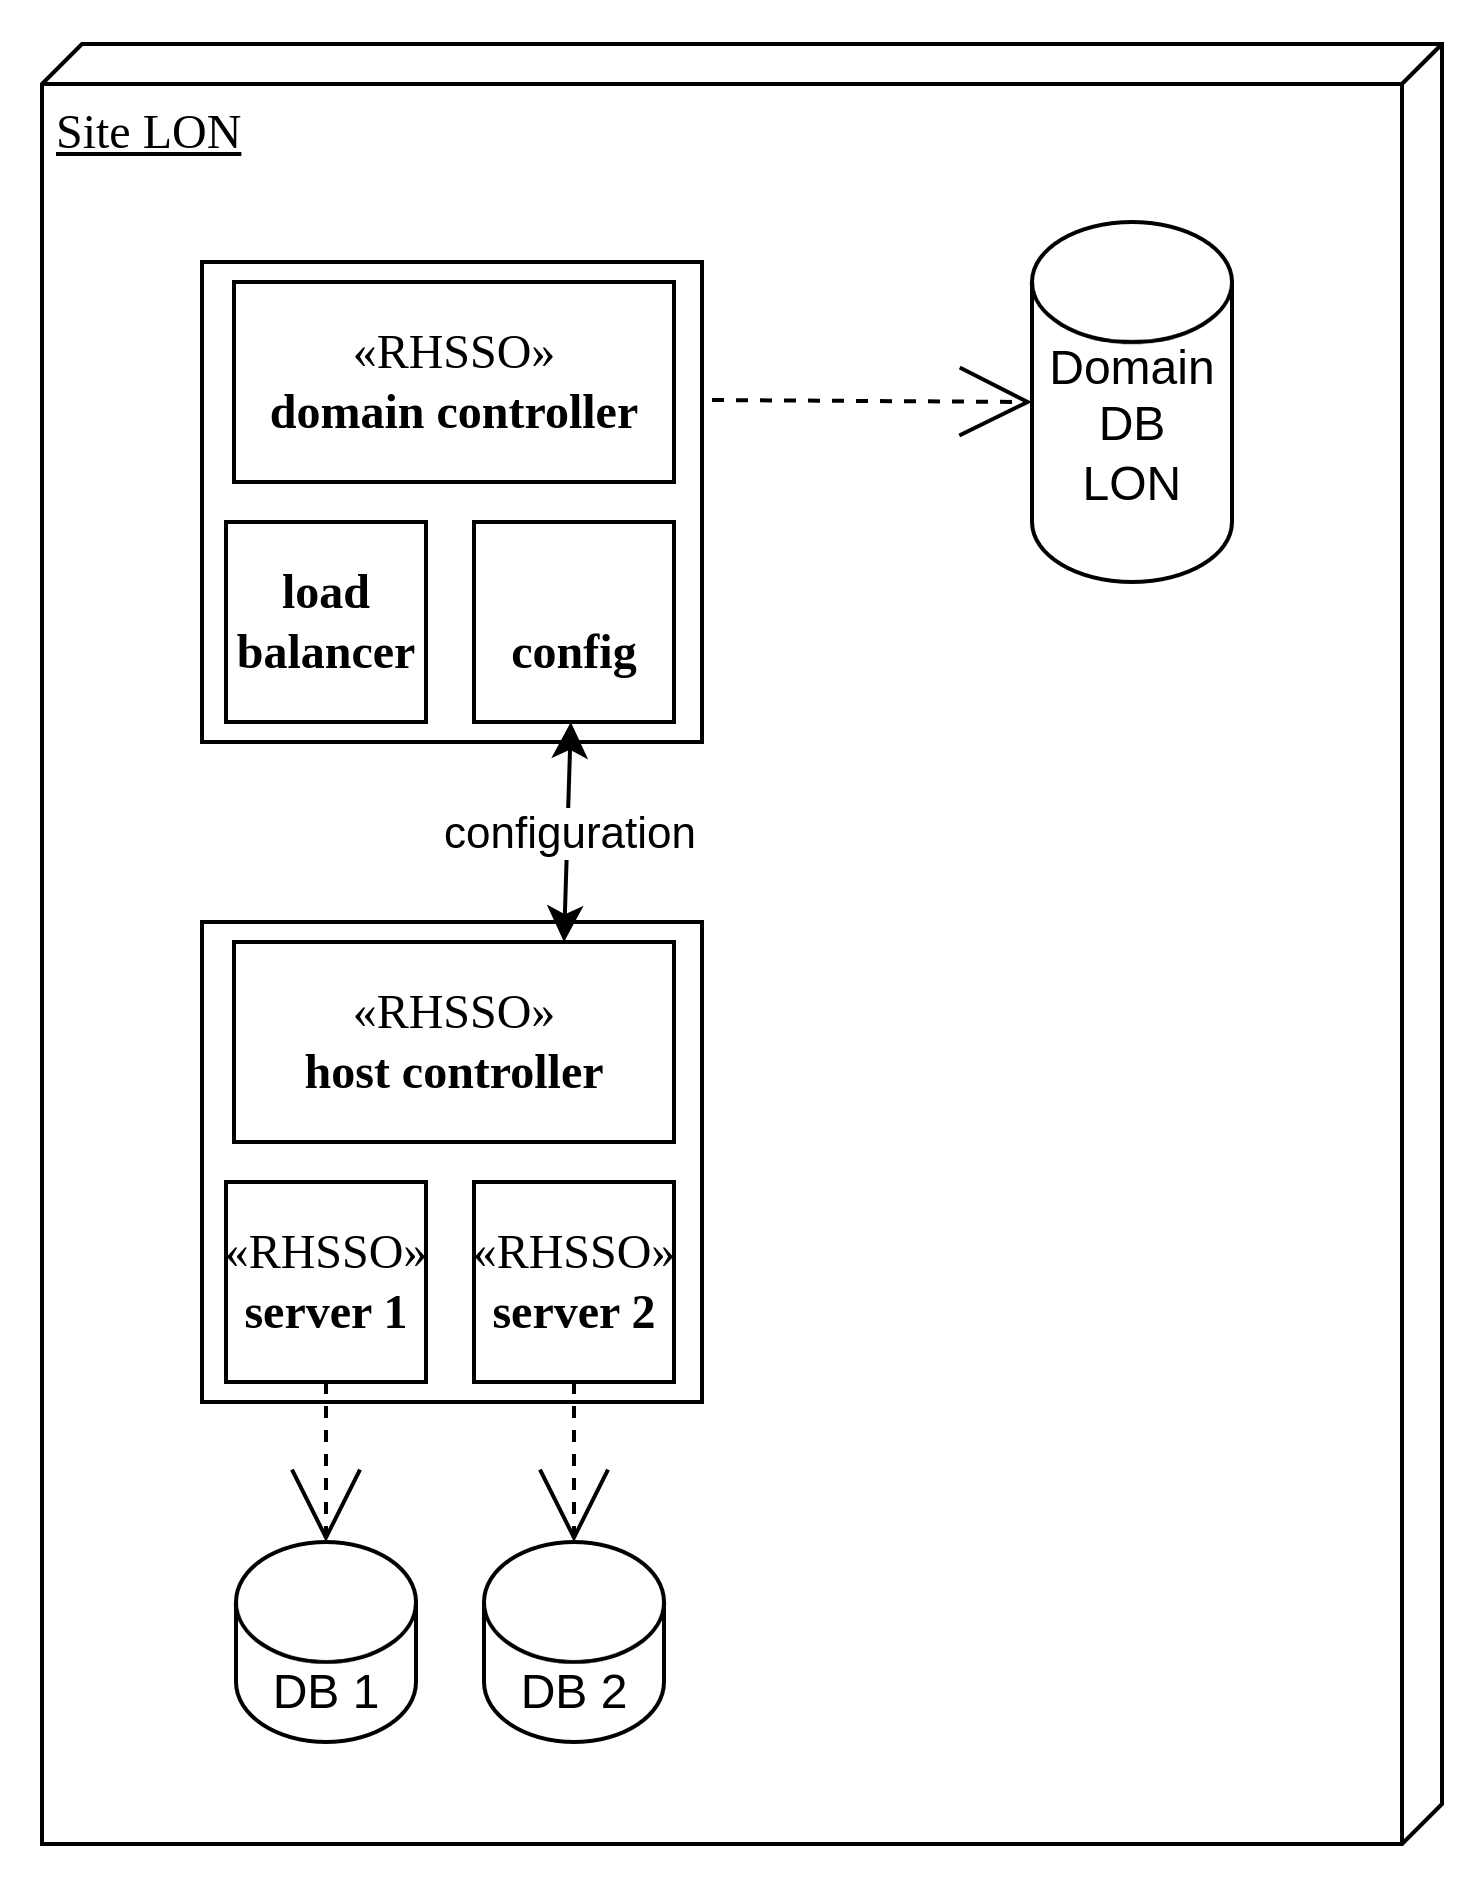 Site LON
«RHSSO»
domain controller
Domain
DB
LON
load
balancer
config
configuration
«RHSSO»
host controller
«RHSSO»
server 1
«RHSSO»
server 2
DB 1
DB 2